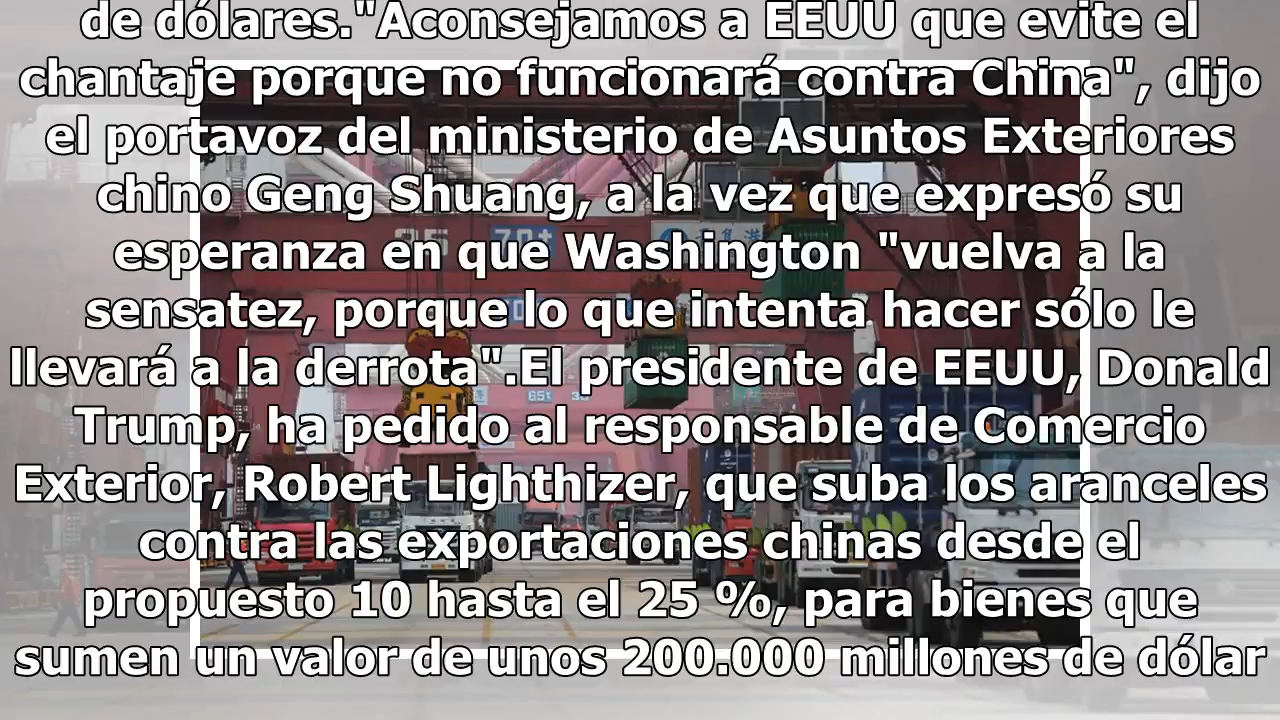 de dólares."Aconsejamos a EEUU que evite el
chantaje porque no funcionará contra China", dijo
el portavoz del ministerio de Asuntos Exteriores
chino Geng Shuang, a la vez que expresó su
esperanza en que Washington "vuelva a la
sensatez, porque lo que intenta hacer sólo le
llevará a la derrota".El presidente de EEUU, Donald
Trump, ha pedido al responsable de Comercio
Exterior, Robert Lighthizer, que suba los aranceles
contra las exportaciones chinas desde el
propuesto 10 hasta el 25 %, para bienes que
sumen un valor de unos 200.000 millones de dólar
65t